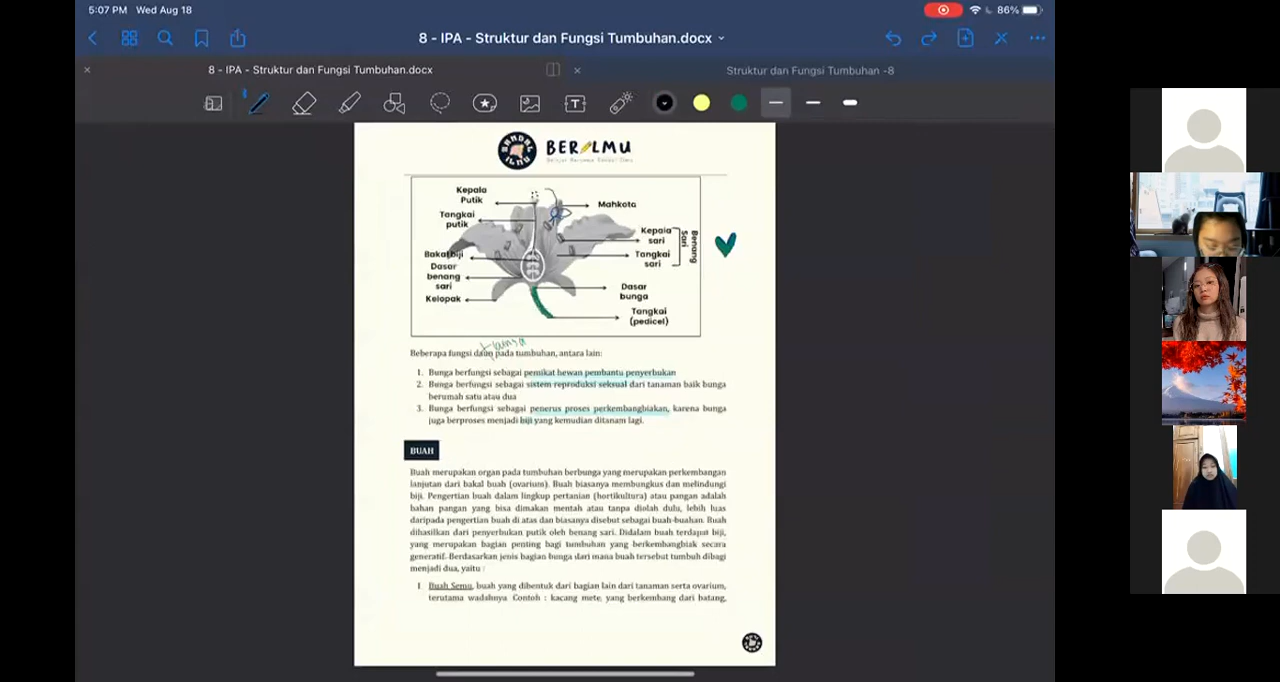 5:07 PM Wed Aug 18
86%
8 - IPA - Struktur dan Fungsi Tumbuhan.docx
8 - IPA - Struktur dan Fungsi Tumbuhan.docx
Struktur dan Fungsi Tumbuhan -8
BANDAL ILMU
BERILMU
Kepala Putik
Mahkota
Tangkai putik
Kepala sari
Benang Sari
Bakal biji
Tangkai sari
Dasar benang sari
Dasar bunga
Kelopak
Tangkai (pedicel)
Beberapa fungsi daun pada tumbuhan, antara lain:
1. Bunga berfungsi sebagai pemikat hewan pembantu penyerbukan
2. Bunga berfungsi sebagai sistem reproduksi seksual dari tanaman baik bunga
berumah satu atau dua
3. Bunga berfungsi sebagai penerus proses perkembangbiakan, karena bunga
juga berproses menjadi biji yang kemudian ditanam lagi.
BUAH
Buah merupakan organ pada tumbuhan berbunga yang merupakan perkembangan
lanjutan dari bakal buah (ovarium). Buah biasanya membungkus dan melindungi
biji. Pengertian buah dalam lingkup pertanian (hortikultura) atau pangan adalah
bahan pangan yang bisa dimakan mentah atau tanpa diolah dulu, lebih luas
daripada pengertian buah di atas dan biasanya disebut sebagai buah-buahan. Buah
dihasilkan dari penyerbukan putik oleh benang sari. Didalam buah terdapat biji,
yang merupakan bagian penting bagi tumbuhan yang berkembangbiak secara
generatif. Berdasarkan jenis bagian bunga dari mana buah tersebut tumbuh dibagi
menjadi dua, yaitu :
1 Buah Semu, buah yang dibentuk dari bagian lain dari tanaman serta ovarium,
terutama wadahnya Contoh : kacang mete, yang berkembang dari batang,